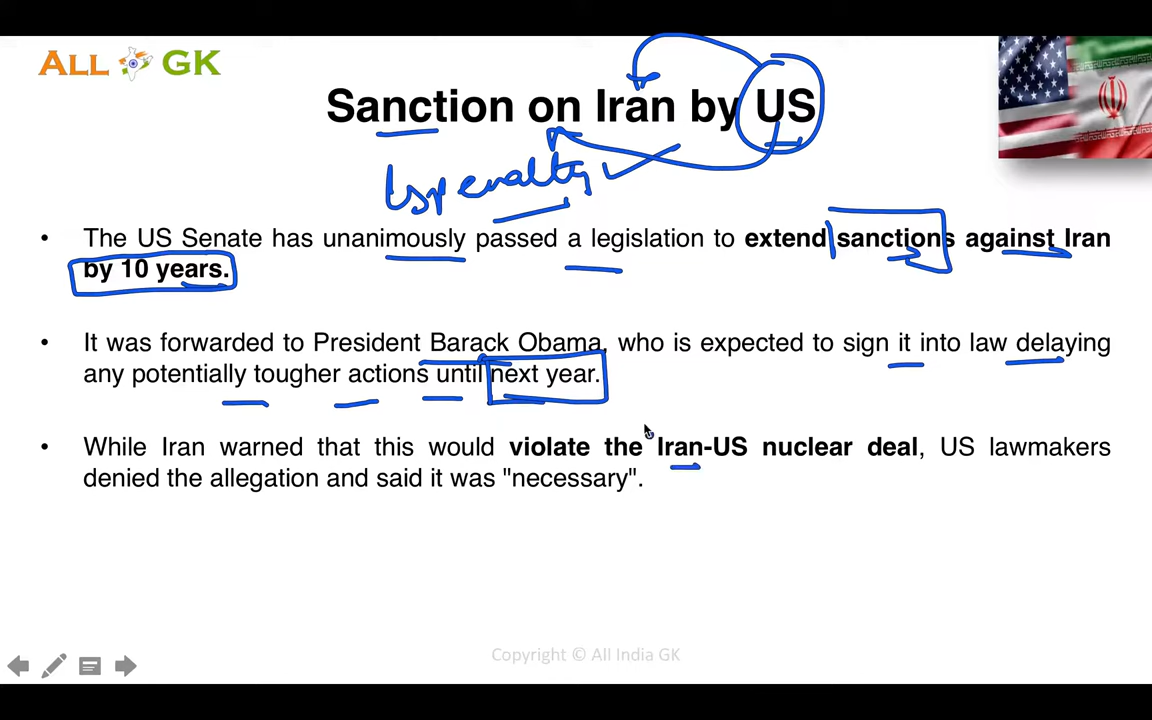 ALL GK
Sanction on Iran by US
penalty
• The US Senate has unanimously passed a legislation to extend sanctions against Iran
by 10 years.
• It was forwarded to President Barack Obama, who is expected to sign it into law delaying
any potentially tougher actions until next year.
• While Iran warned that this would violate the Iran-US nuclear deal, US lawmakers
denied the allegation and said it was "necessary".
Copyright © All India GK